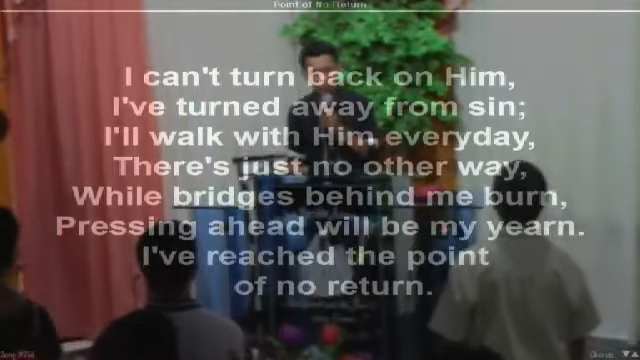 Point of No Return
I can't turn back on Him,
I've turned away from sin;
I'll walk with Him everyday,
There's just no other way,
While bridges behind me burn,
Pressing ahead will be my yearn.
I've reached the point
of no return.
Chords